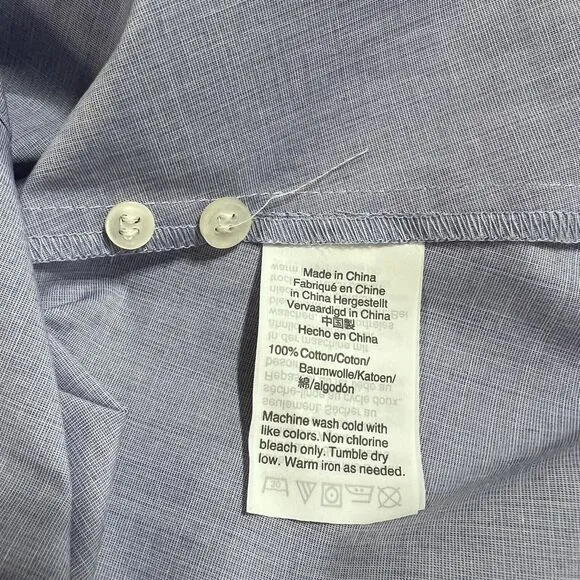 Made in China
Fabriqué en Chine
in China Hergestellt
Vervaardigd in China
中国製
Hecho en China
100% Cotton/Coton/
Baumwolle/Katoen/
綿/algodón
Machine wash cold with
like colors. Non chlorine
bleach only. Tumble dry
low. Warm iron as needed.